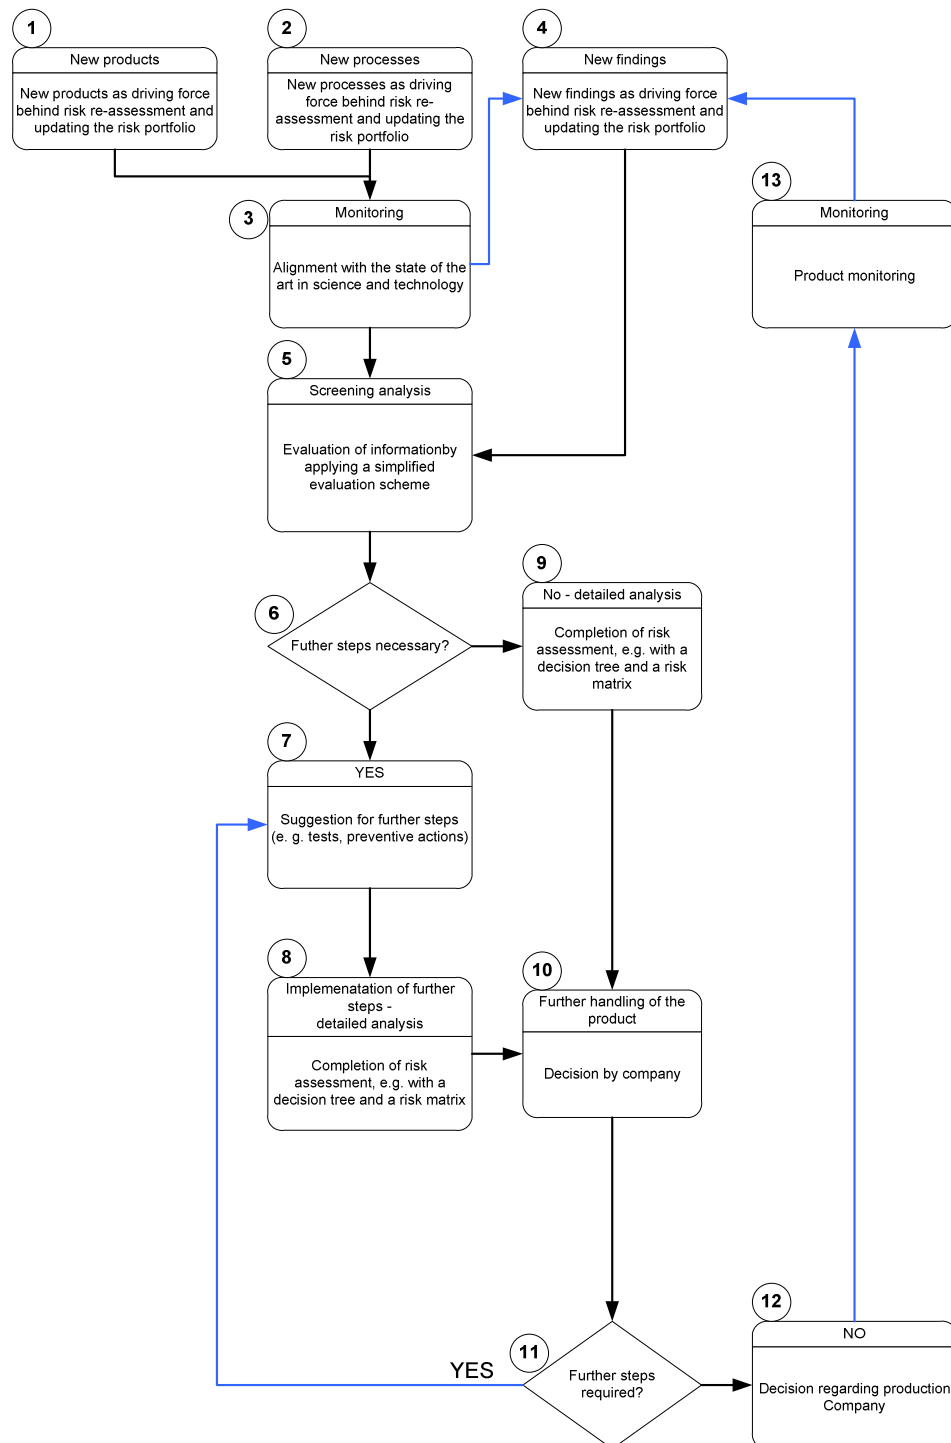 1
New products
New products as driving force
behind risk re-assessment and
updating the risk portfolio
2
New processes
New processes as driving
force behind risk re-
assessment and updating the
risk portfolio
4
New findings
New findings as driving force
behind risk re-assessment and
updating the risk portfolio
3
Monitoring
Alignment with the state of the
art in science and technology
13
Monitoring
Product monitoring
5
Screening analysis
Evaluation of informationby
applying a simplified
evaluation scheme
6
Futher steps necessary?
9
No - detailed analysis
Completion of risk
assessment, e.g. with a
decision tree and a risk
matrix
7
YES
Suggestion for further steps
(e. g. tests, preventive actions)
8
Implemenatation of further
steps -
detailed analysis
Completion of risk
assessment, e.g. with a
decision tree and a risk matrix
10
Further handling of the
product
Decision by company
11
Further steps
required?
YES
12
NO
Decision regarding production
Company